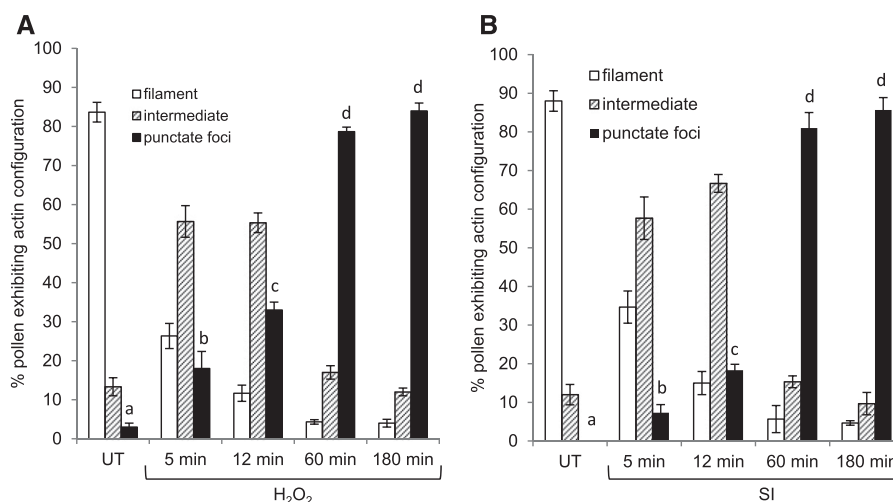 A
% pollen exhibiting actin configuration
100
90
80
70
60
50
40
30
20
10
0
filament
intermediate
punctate foci
a
b
c
d
d
UT
5 min
12 min
60 min
180 min
H₂O₂
B
% pollen exhibiting actin configuration
100
90
80
70
60
50
40
30
20
10
0
filament
intermediate
punctate foci
a
b
c
d
d
UT
5 min
12 min
60 min
180 min
SI